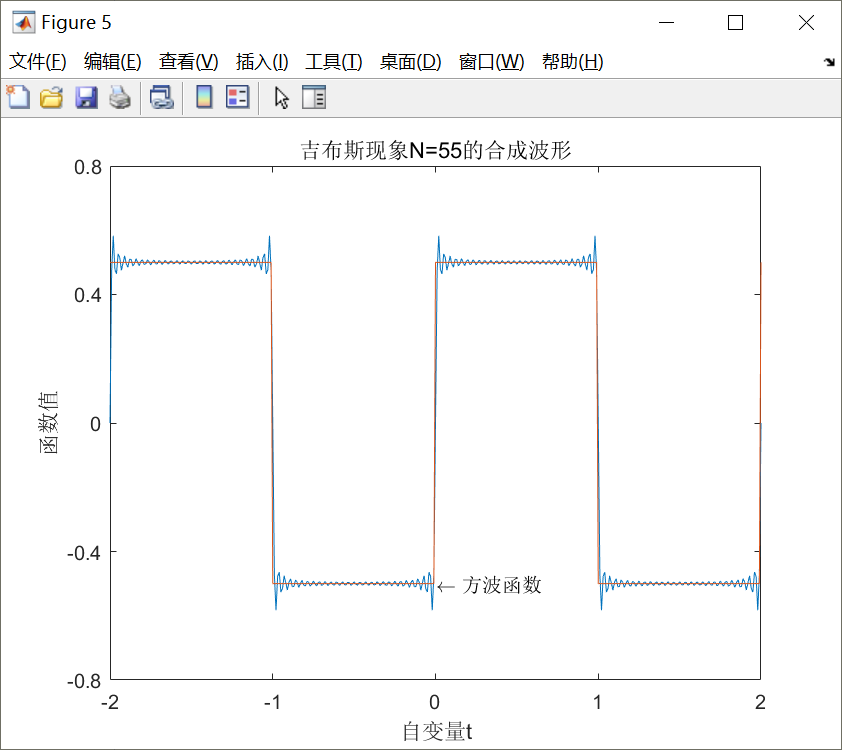 Figure 5
文件(F) 编辑(E) 查看(V) 插入(I) 工具(T) 桌面(D) 窗口(W) 帮助(H)
吉布斯现象N=55的合成波形
0.8
0.4
0
-0.4
-0.8
函数值
← 方波函数
-2 -1 0 1 2
自变量t